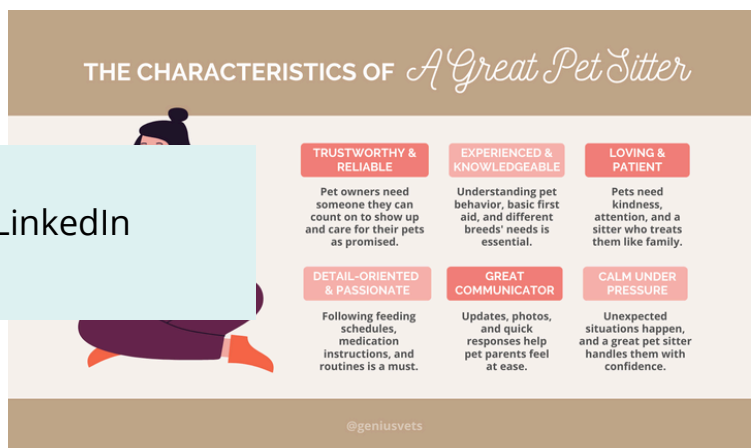 THE CHARACTERISTICS OF A Great Pet Sitter
LinkedIn
TRUSTWORTHY &
RELIABLE
Pet owners need
someone they can
count on to show up
and care for their pets
as promised.
EXPERIENCED &
KNOWLEDGEABLE
Understanding pet
behavior, basic first
aid, and different
breeds' needs is
essential.
LOVING &
PATIENT
Pets need
kindness,
attention, and a
sitter who treats
them like family.
DETAIL-ORIENTED
& PASSIONATE
Following feeding
schedules,
medication
instructions, and
routines is a must.
GREAT
COMMUNICATOR
Updates, photos,
and quick
responses help
pet parents feel
at ease.
CALM UNDER
PRESSURE
Unexpected
situations happen,
and a great pet sitter
handles them with
confidence.
@geniusvets